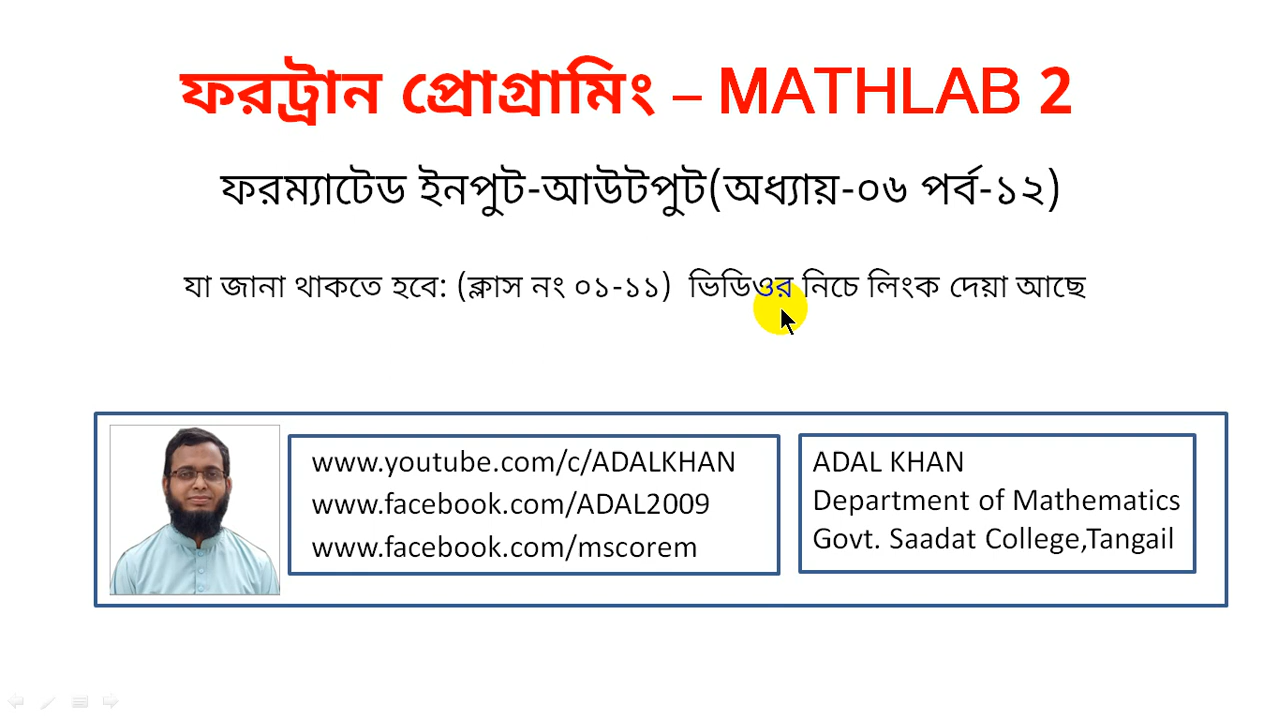 ফরট্রান প্রোগ্রামিং – MATHLAB 2
ফরম্যাটেড ইনপুট-আউটপুট(অধ্যায়-০৬ পর্ব-১২)
যা জানা থাকতে হবে: (ক্লাস নং ০১-১১) ভিডিওর নিচে লিংক দেয়া আছে
www.youtube.com/c/ADALKHAN
www.facebook.com/ADAL2009
www.facebook.com/mscorem
ADAL KHAN
Department of Mathematics
Govt. Saadat College,Tangail